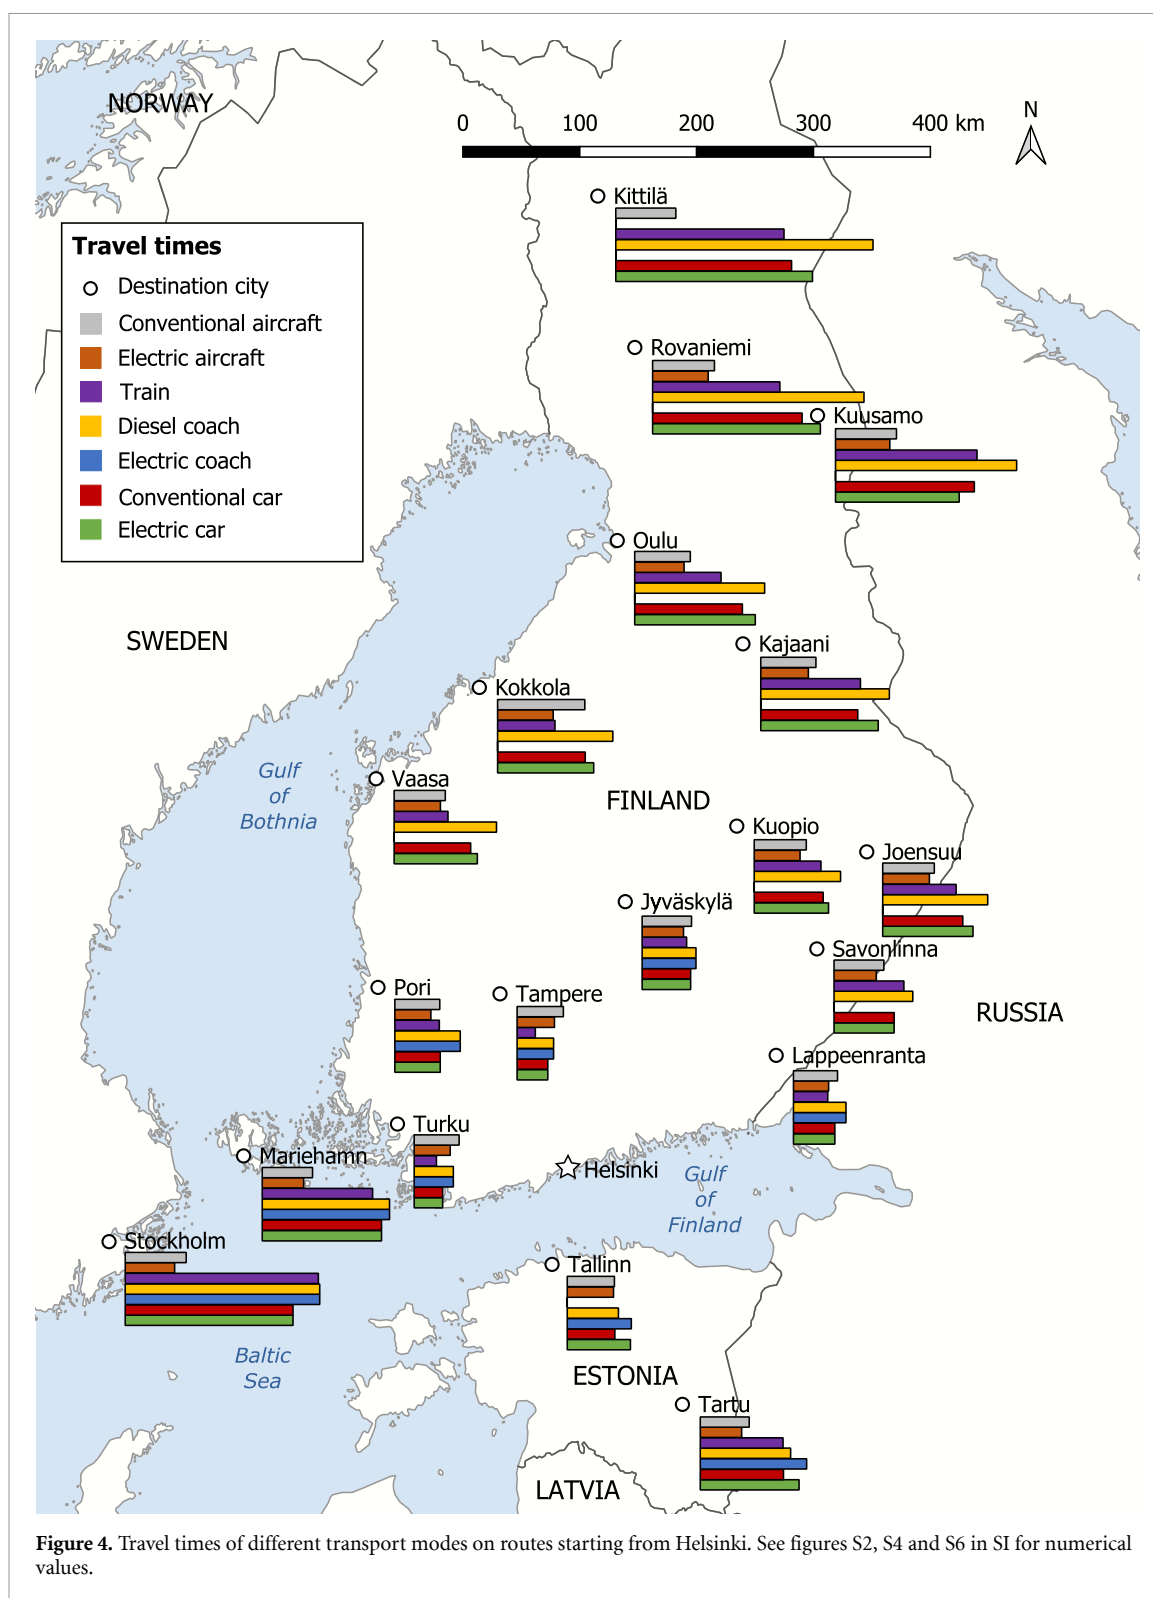 NORWAY
0 100 200 300 400 km
N
Kittilä
Travel times
Destination city
Conventional aircraft
Electric aircraft
Train
Diesel coach
Electric coach
Conventional car
Electric car
Rovaniemi
Kuusamo
Oulu
SWEDEN
Kajaani
Kokkola
Gulf
of
Bothnia
Vaasa
FINLAND
Kuopio
Joensuu
Jyväskylä
Savonlinna
Pori
Tampere
RUSSIA
Lappeenranta
Turku
Mariehamn
Helsinki
Gulf
of
Finland
Stockholm
Tallinn
Baltic
Sea
ESTONIA
Tartu
LATVIA
Figure 4. Travel times of different transport modes on routes starting from Helsinki. See figures S2, S4 and S6 in SI for numerical
values.